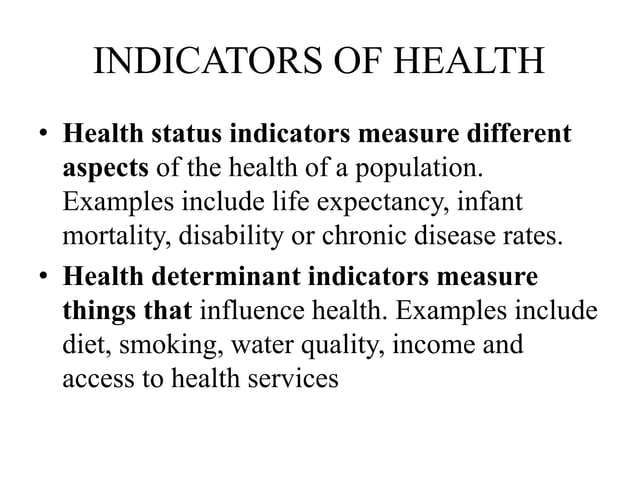 INDICATORS OF HEALTH
• Health status indicators measure different
aspects of the health of a population.
Examples include life expectancy, infant
mortality, disability or chronic disease rates.
• Health determinant indicators measure
things that influence health. Examples include
diet, smoking, water quality, income and
access to health services